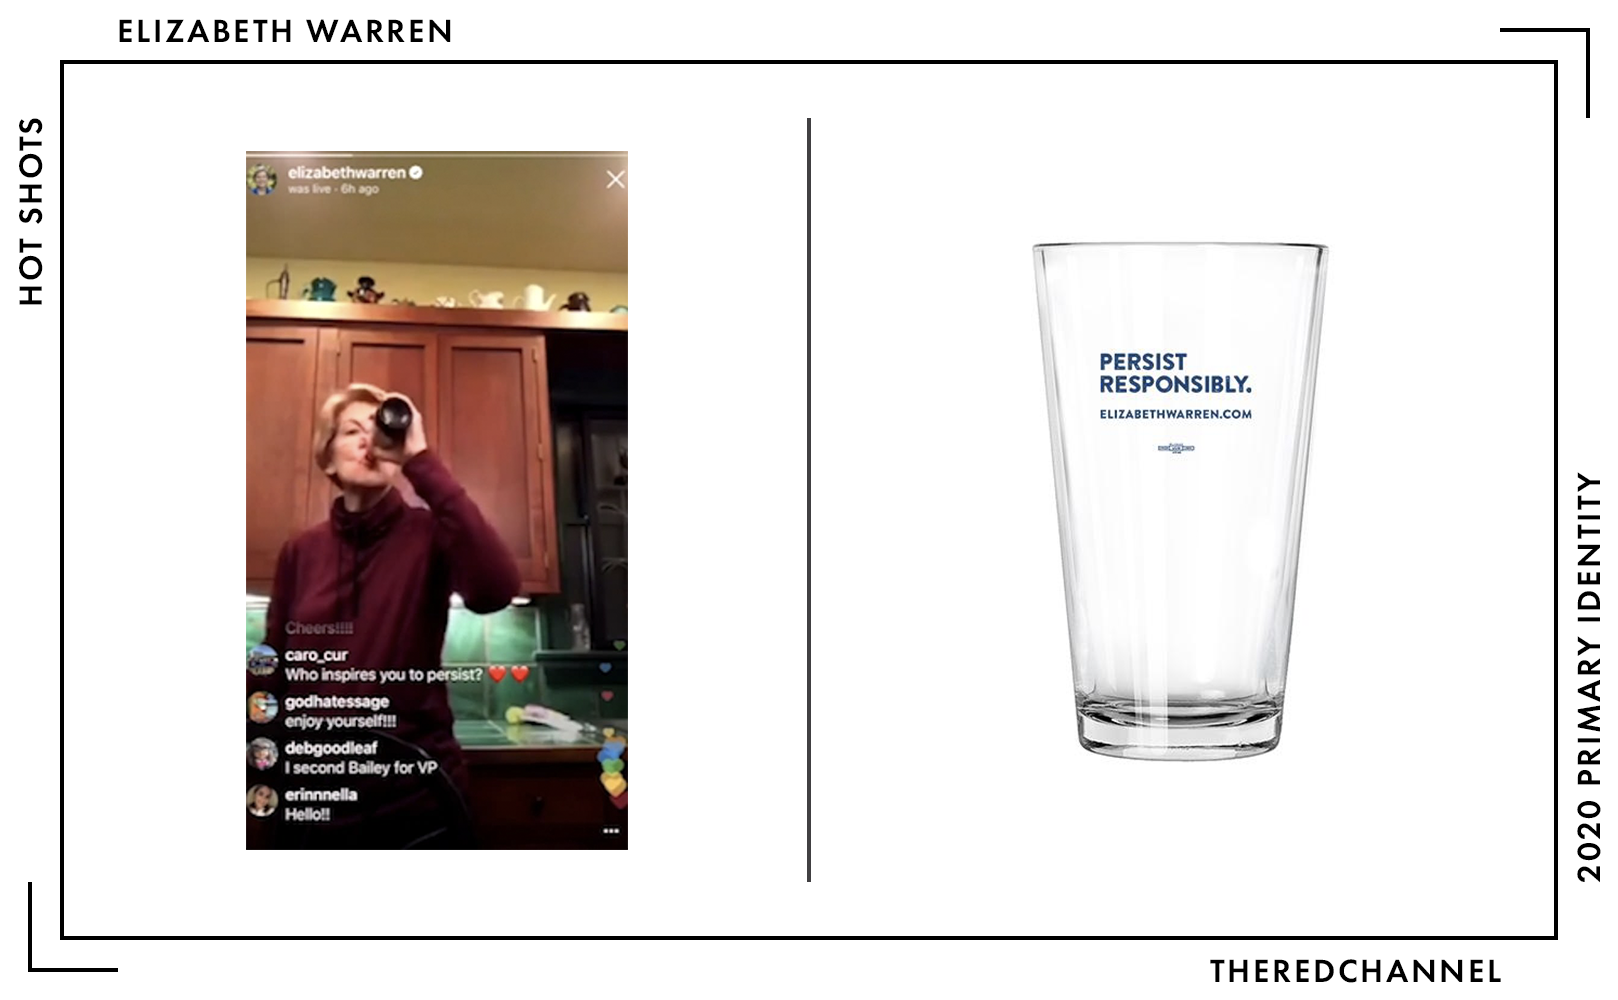 ELIZABETH WARREN
HOT SHOTS
elizabethwarren
was live · 6h ago
Cheers!!!!
caro_cur
Who inspires you to persist? ❤️ ❤️
godhatessage
enjoy yourself!!!
debgoodleaf
I second Bailey for VP
erinnnella
Hello!!
PERSIST
RESPONSIBLY.
ELIZABETHWARREN.COM
2020 PRIMARY IDENTITY
THEREDCHANNEL